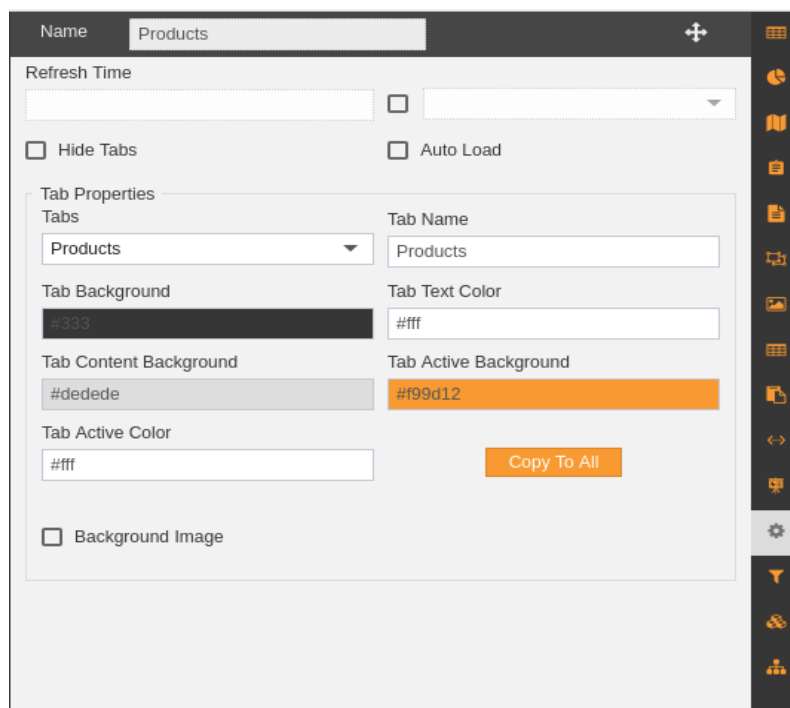 Name Products
Refresh Time
Hide Tabs Auto Load
Tab Properties
Tabs Tab Name
Products Products
Tab Background Tab Text Color
#333 #fff
Tab Content Background Tab Active Background
#dedede #f99d12
Tab Active Color
#fff Copy To All
Background Image